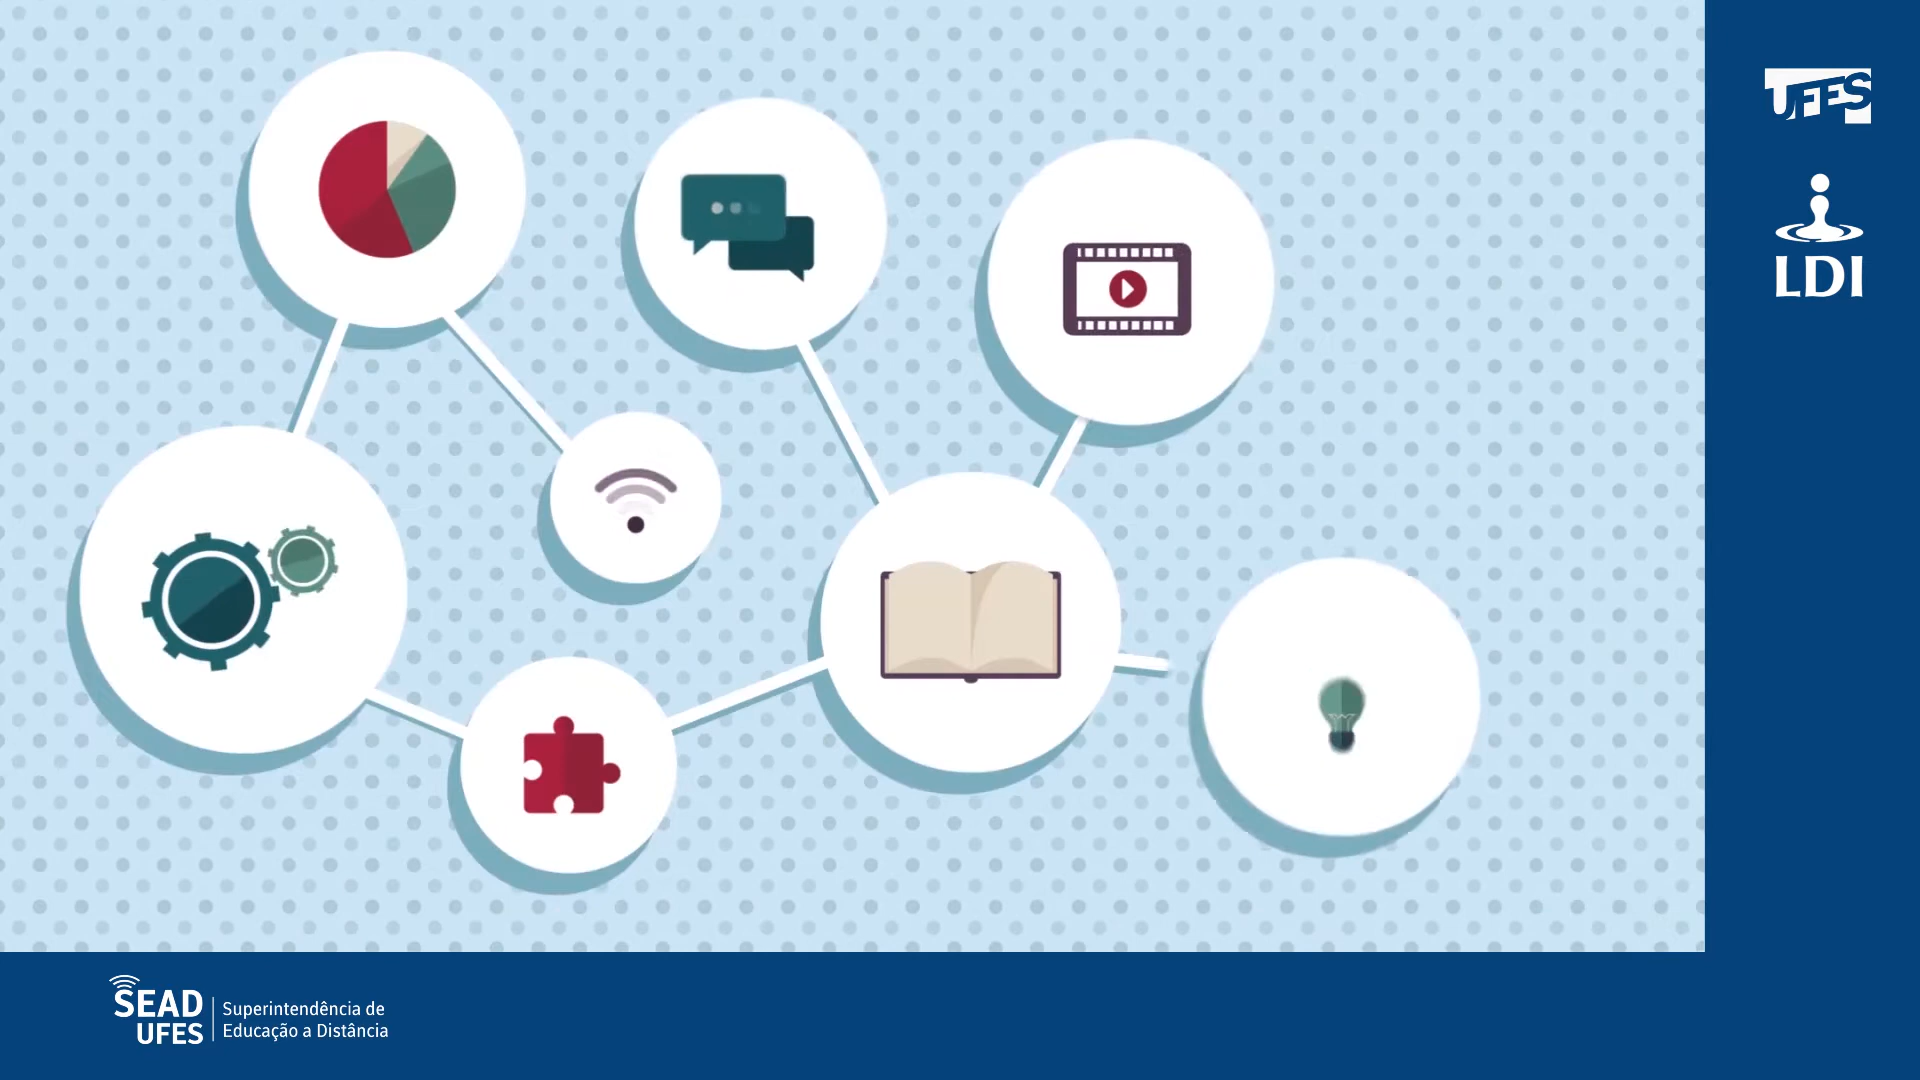 UFES
LDI
SEAD
UFES
Superintendência de
Educação a Distância